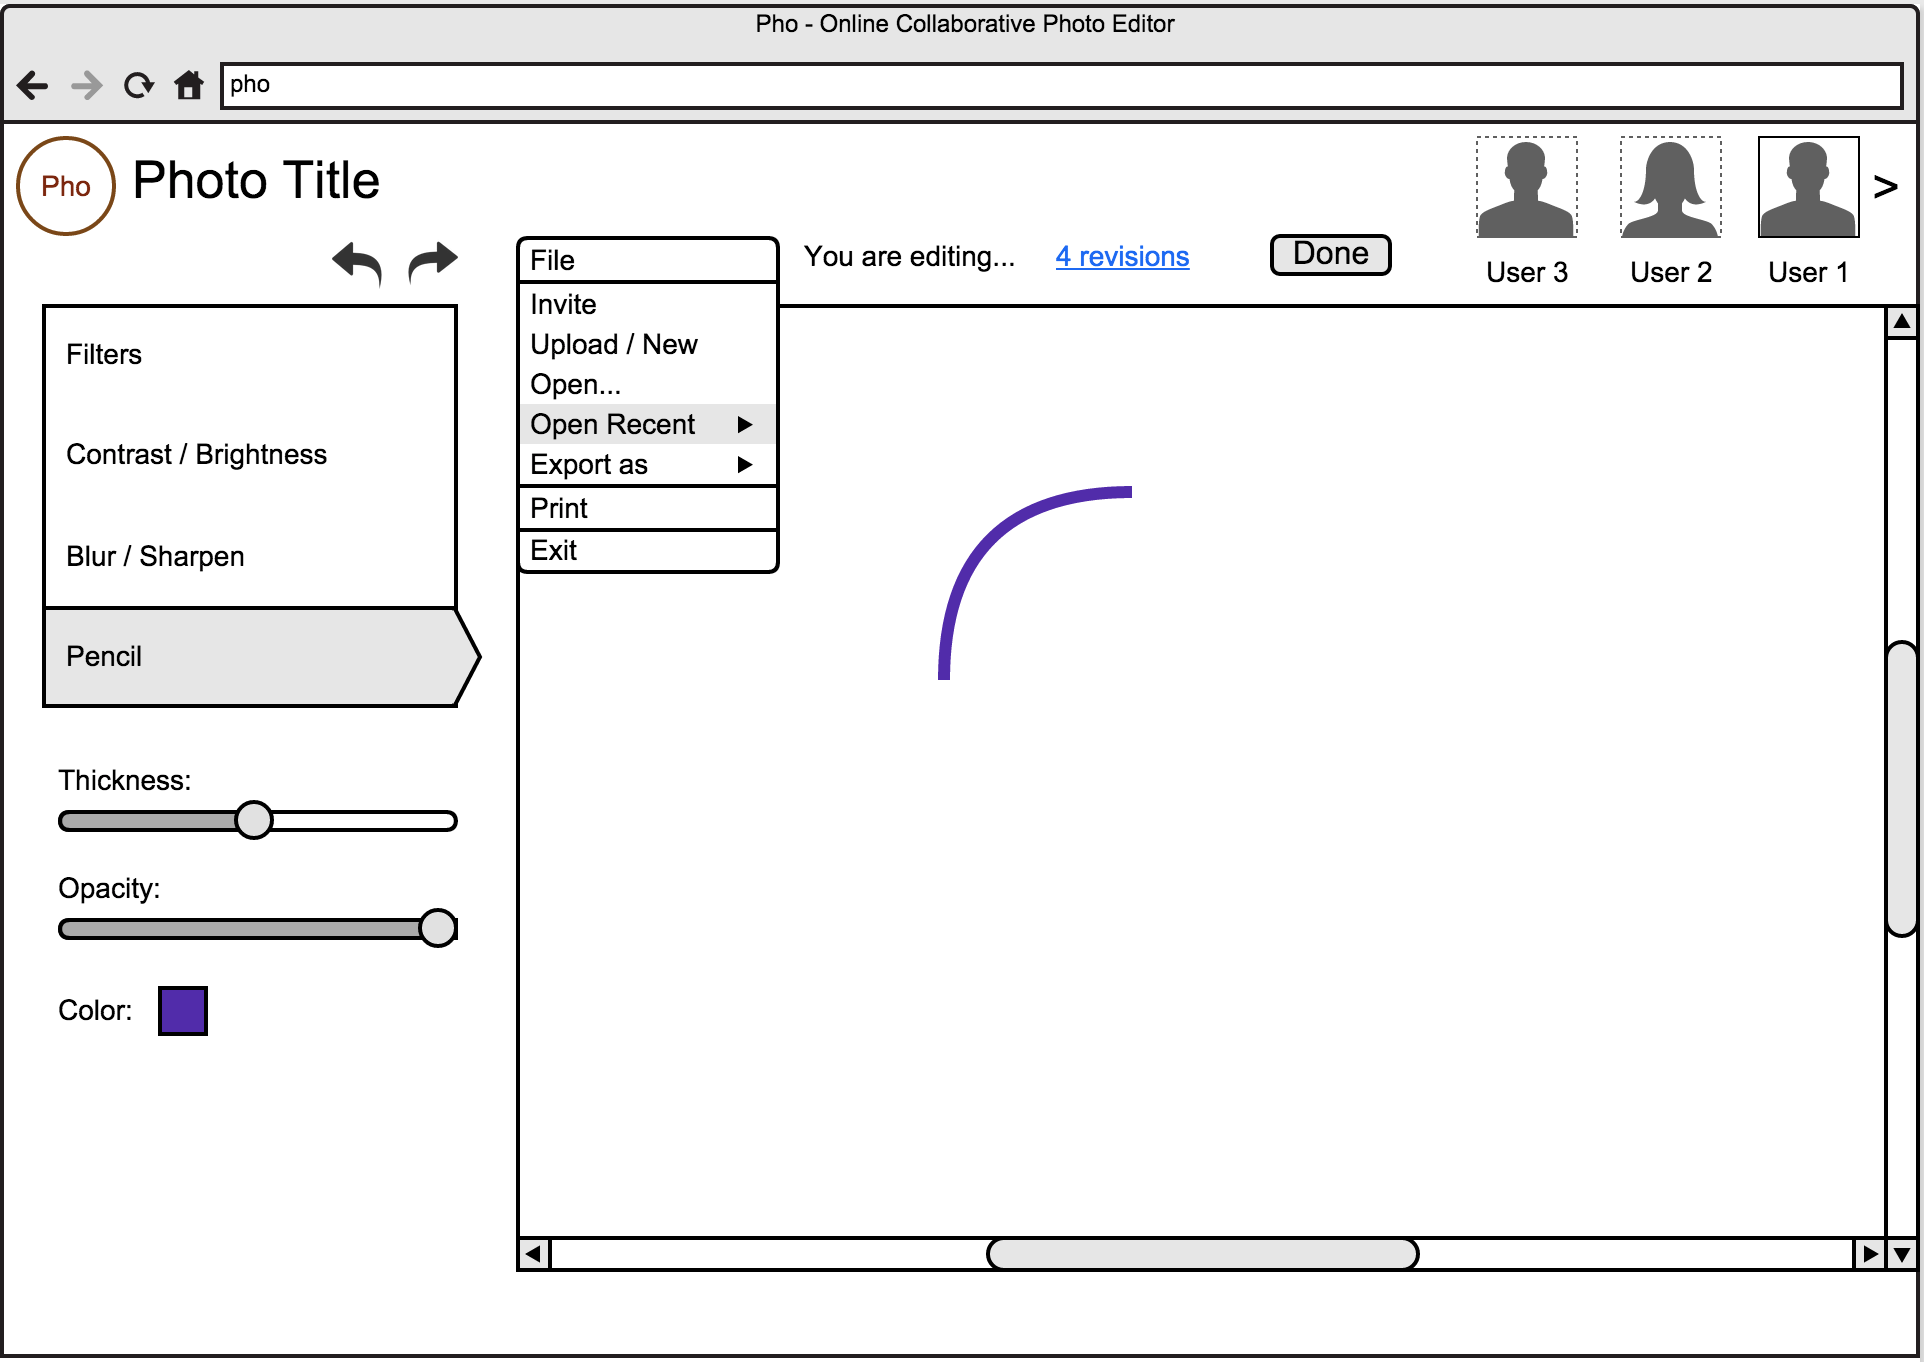 Pho - Online Collaborative Photo Editor
pho
Pho
Photo Title
>
File
You are editing...
4 revisions
Done
User 3
User 2
User 1
Invite
Upload / New
Open...
Open Recent
Export as
Print
Exit
Filters
Contrast / Brightness
Blur / Sharpen
Pencil
Thickness:
Opacity:
Color: